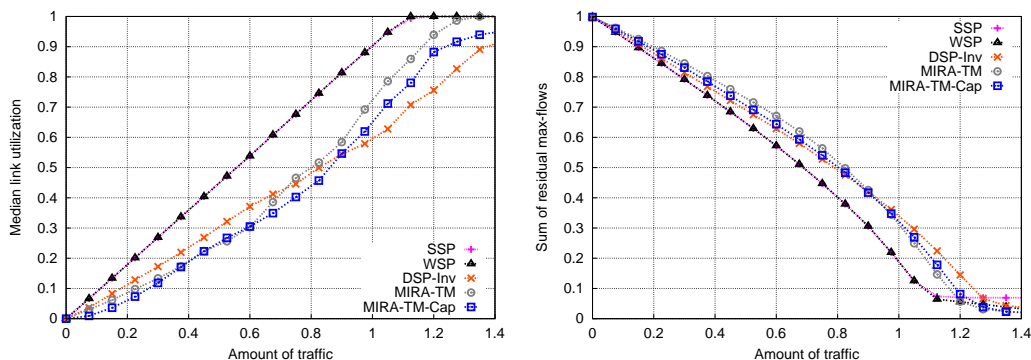 Median link utilization
1
0.9
0.8
0.7
0.6
0.5
0.4
0.3
0.2
0.1
0
0 0.2 0.4 0.6 0.8 1 1.2 1.4
Amount of traffic
SSP
WSP
DSP-Inv
MIRA-TM
MIRA-TM-Cap
Sum of residual max-flows
1
0.9
0.8
0.7
0.6
0.5
0.4
0.3
0.2
0.1
0
0 0.2 0.4 0.6 0.8 1 1.2 1.4
Amount of traffic
SSP
WSP
DSP-Inv
MIRA-TM
MIRA-TM-Cap